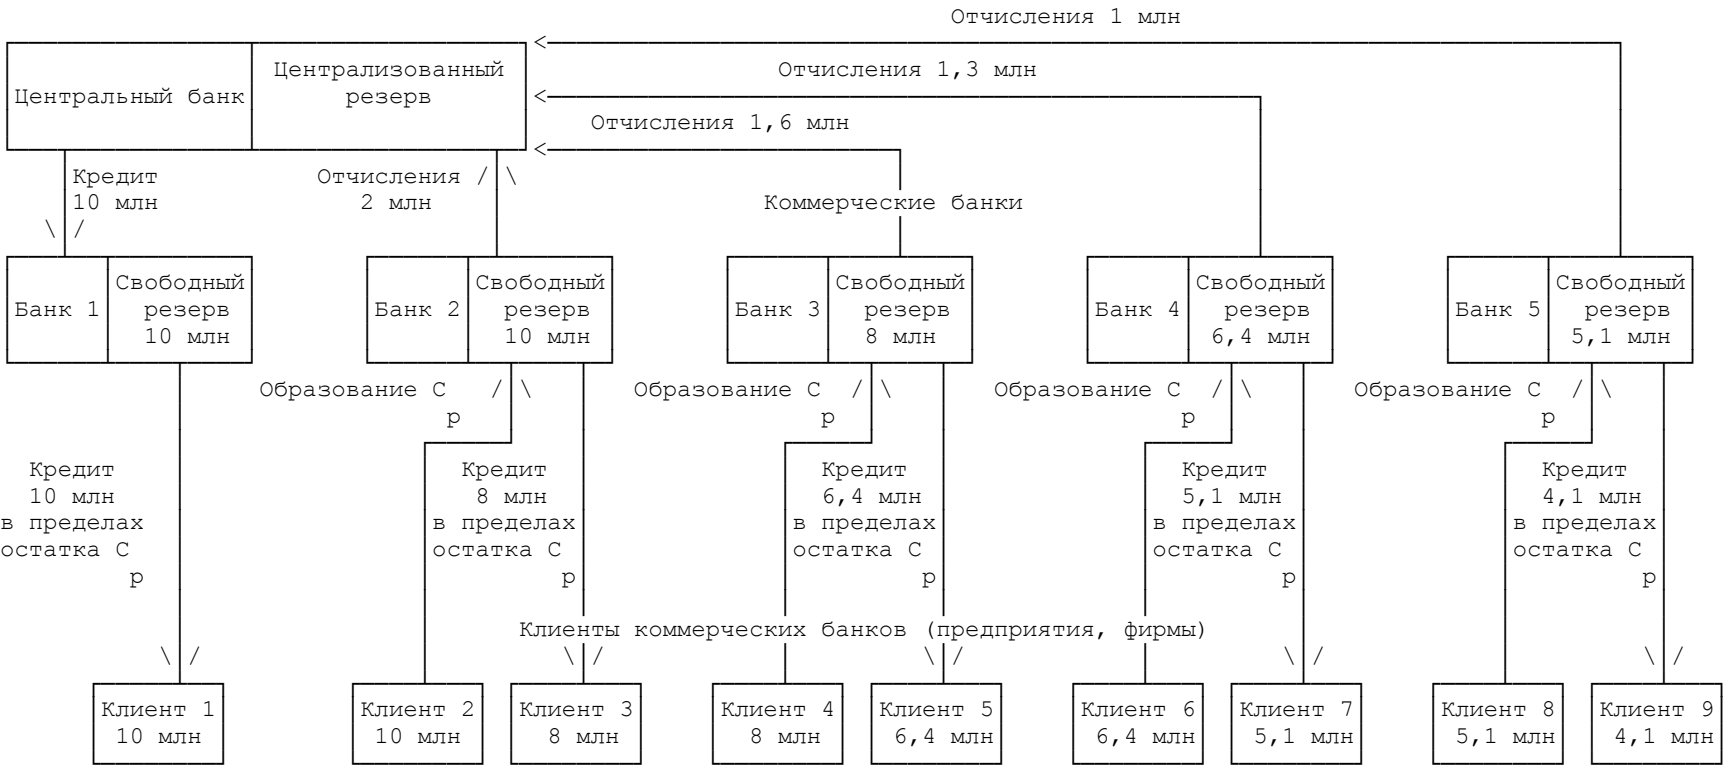 Отчисления 1 млн
Централизованный Отчисления 1,3 млн
Центральный банк резерв
Отчисления 1,6 млн
Кредит Отчисления
10 млн 2 млн Коммерческие банки
Свободный Свободный Свободный Свободный Свободный
Банк 1 резерв Банк 2 резерв Банк 3 резерв Банк 4 резерв Банк 5 резерв
10 млн 10 млн 8 млн 6,4 млн 5,1 млн
Образование С Образование С Образование С Образование С
р р р р
Кредит Кредит Кредит Кредит Кредит
10 млн 8 млн 6,4 млн 5,1 млн 4,1 млн
в пределах в пределах в пределах в пределах в пределах
остатка С остатка С остатка С остатка С остатка С
р р р р р
Клиенты коммерческих банков (предприятия, фирмы)
Клиент 1 Клиент 2 Клиент 3 Клиент 4 Клиент 5 Клиент 6 Клиент 7 Клиент 8 Клиент 9
10 млн 10 млн 8 млн 8 млн 6,4 млн 6,4 млн 5,1 млн 5,1 млн 4,1 млн